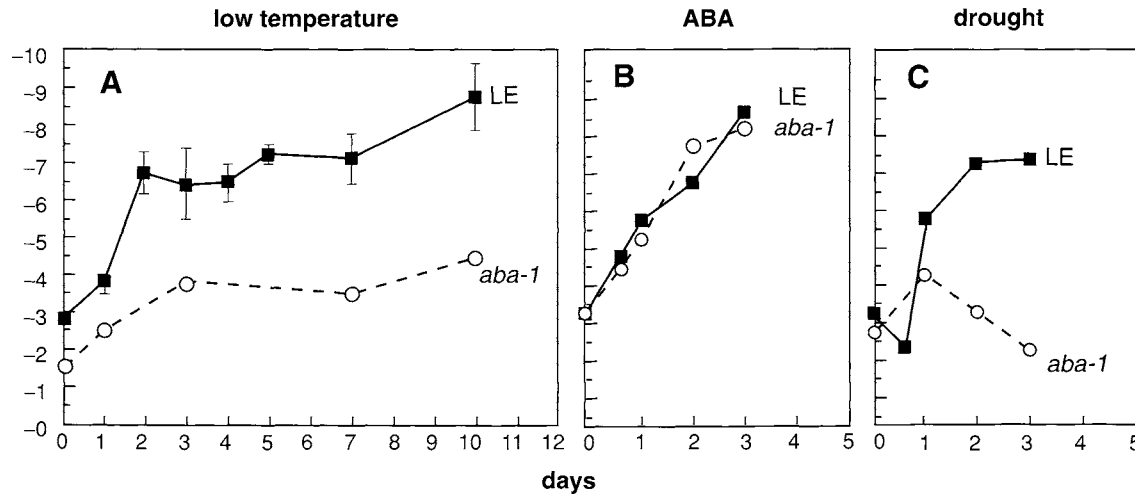 low temperature ABA drought
A LE aba-1
B LE aba-1
C LE aba-1
−10
−9
−8
−7
−6
−5
−4
−3
−2
−1
−0
0 1 2 3 4 5 6 7 8 9 10 11 12
0 1 2 3 4 5
0 1 2 3 4 5
days